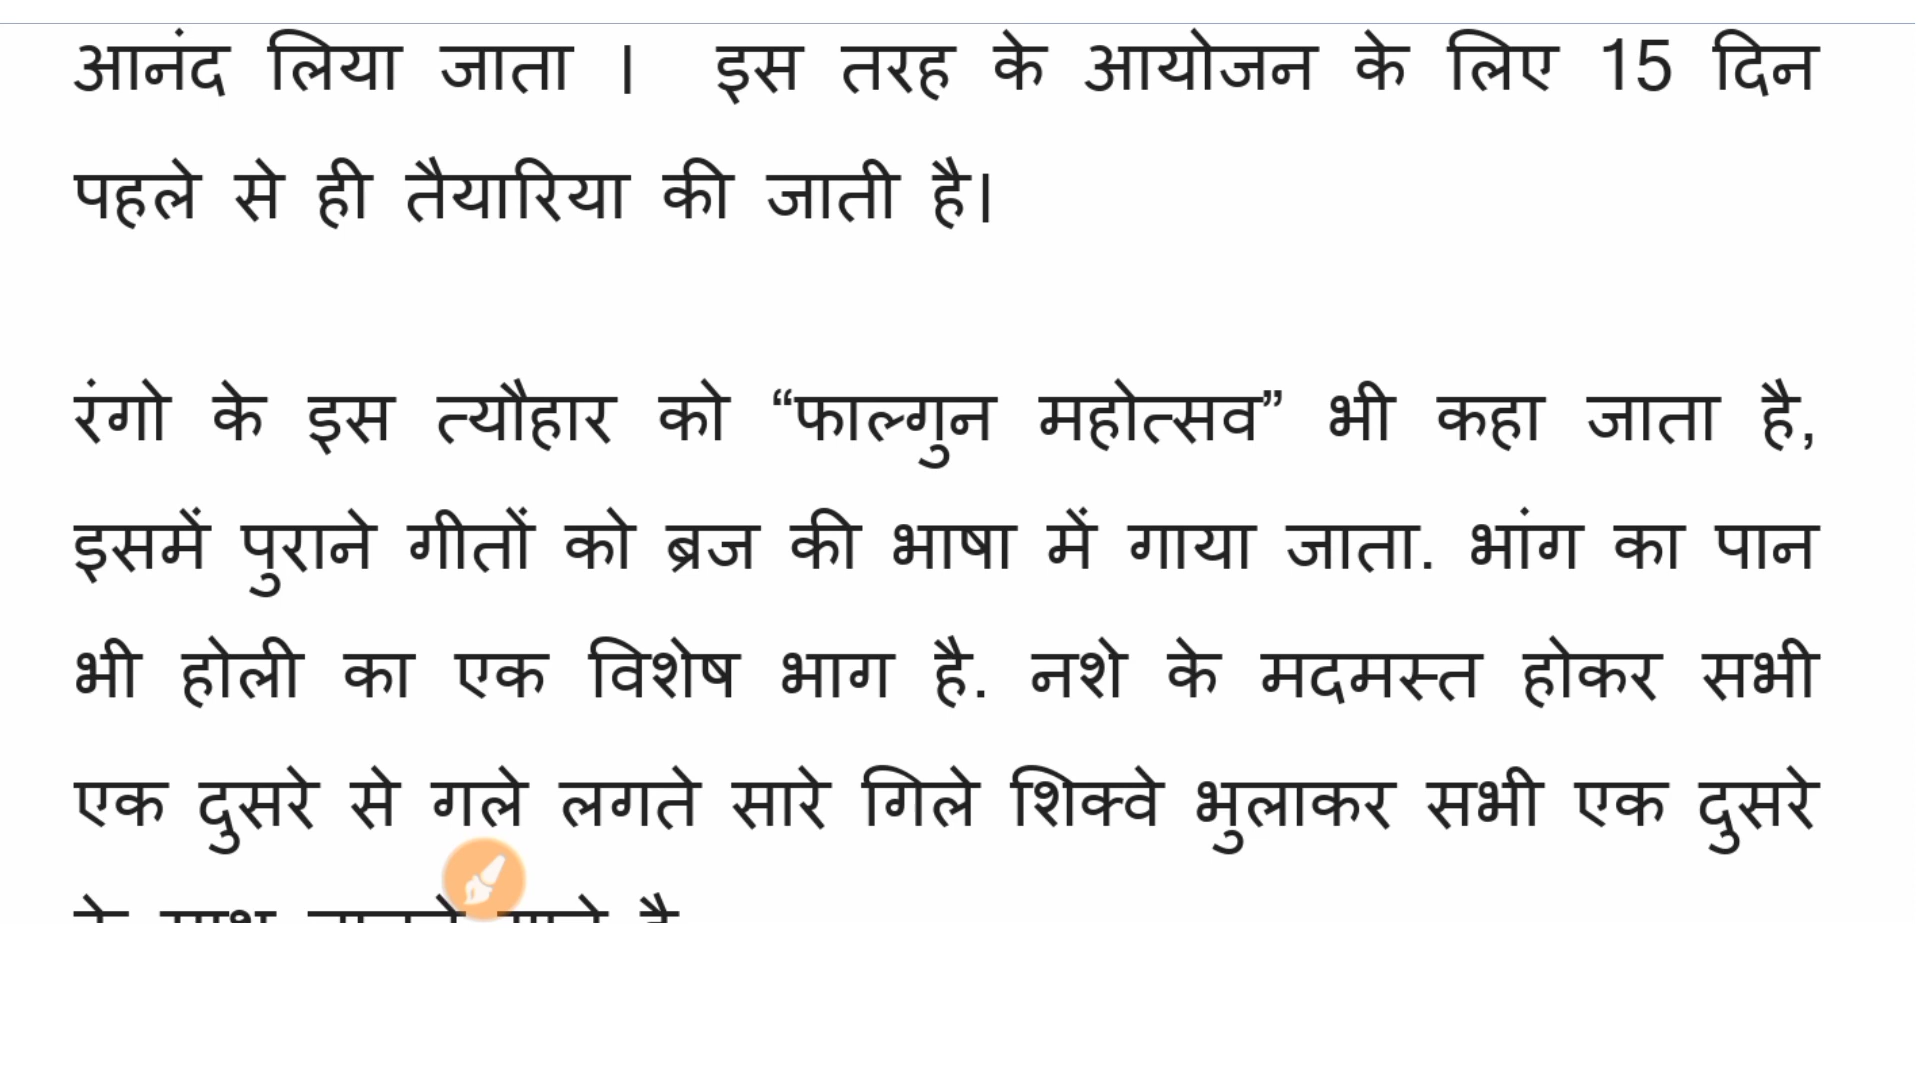 आनंद लिया जाता । इस तरह के आयोजन के लिए 15 दिन
पहले से ही तैयारिया की जाती है।
रंगो के इस त्यौहार को “फाल्गुन महोत्सव” भी कहा जाता है,
इसमें पुराने गीतों को ब्रज की भाषा में गाया जाता. भांग का पान
भी होली का एक विशेष भाग है. नशे के मदमस्त होकर सभी
एक दुसरे से गले लगते सारे गिले शिक्वे भुलाकर सभी एक दुसरे